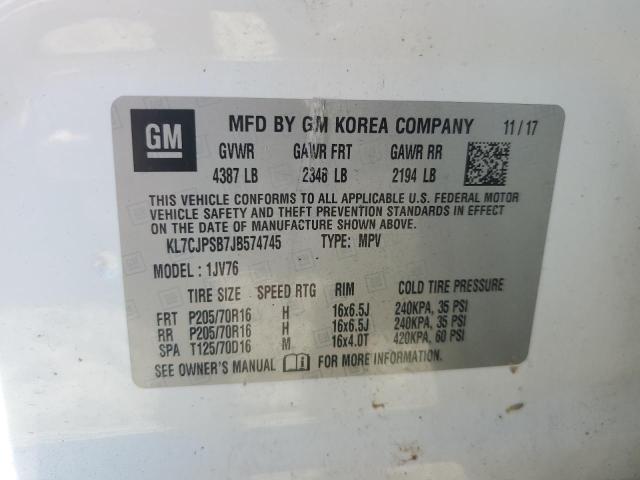 GM
MFD BY GM KOREA COMPANY 11/17
GVWR GAWR FRT GAWR RR
4387 LB 2348 LB 2194 LB
THIS VEHICLE CONFORMS TO ALL APPLICABLE U.S. FEDERAL MOTOR
VEHICLE SAFETY AND THEFT PREVENTION STANDARDS IN EFFECT
ON THE DATE OF MANUFACTURE SHOWN ABOVE.
KL7CJPSB7JB574745 TYPE: MPV
MODEL: 1JV76
TIRE SIZE SPEED RTG RIM COLD TIRE PRESSURE
FRT P205/70R16 H 16x6.5J 240KPA, 35 PSI
RR P205/70R16 H 16x6.5J 240KPA, 35 PSI
SPA T125/70D16 M 16x4.0T 420KPA, 60 PSI
SEE OWNER'S MANUAL FOR MORE INFORMATION.